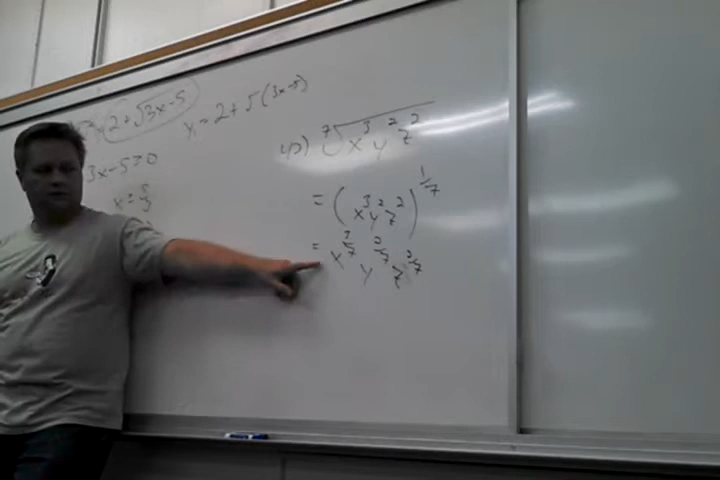 2+√3x-5 y₁=2+√(3x-5)
3x-5≥0
x=5/3
⁷√x³y²z²
=(x³y²z²)^1/7
=x^3/7 y^2/7 z^2/7